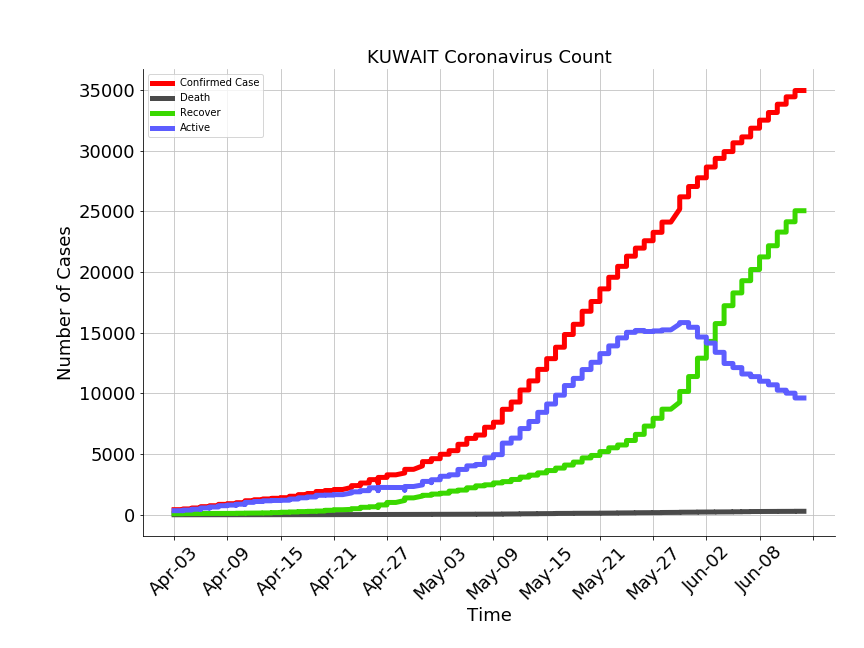 KUWAIT Coronavirus Count
Confirmed Case
Death
Recover
Active
Number of Cases
35000
30000
25000
20000
15000
10000
5000
0
Apr-03
Apr-09
Apr-15
Apr-21
Apr-27
May-03
May-09
May-15
May-21
May-27
Jun-02
Jun-08
Time